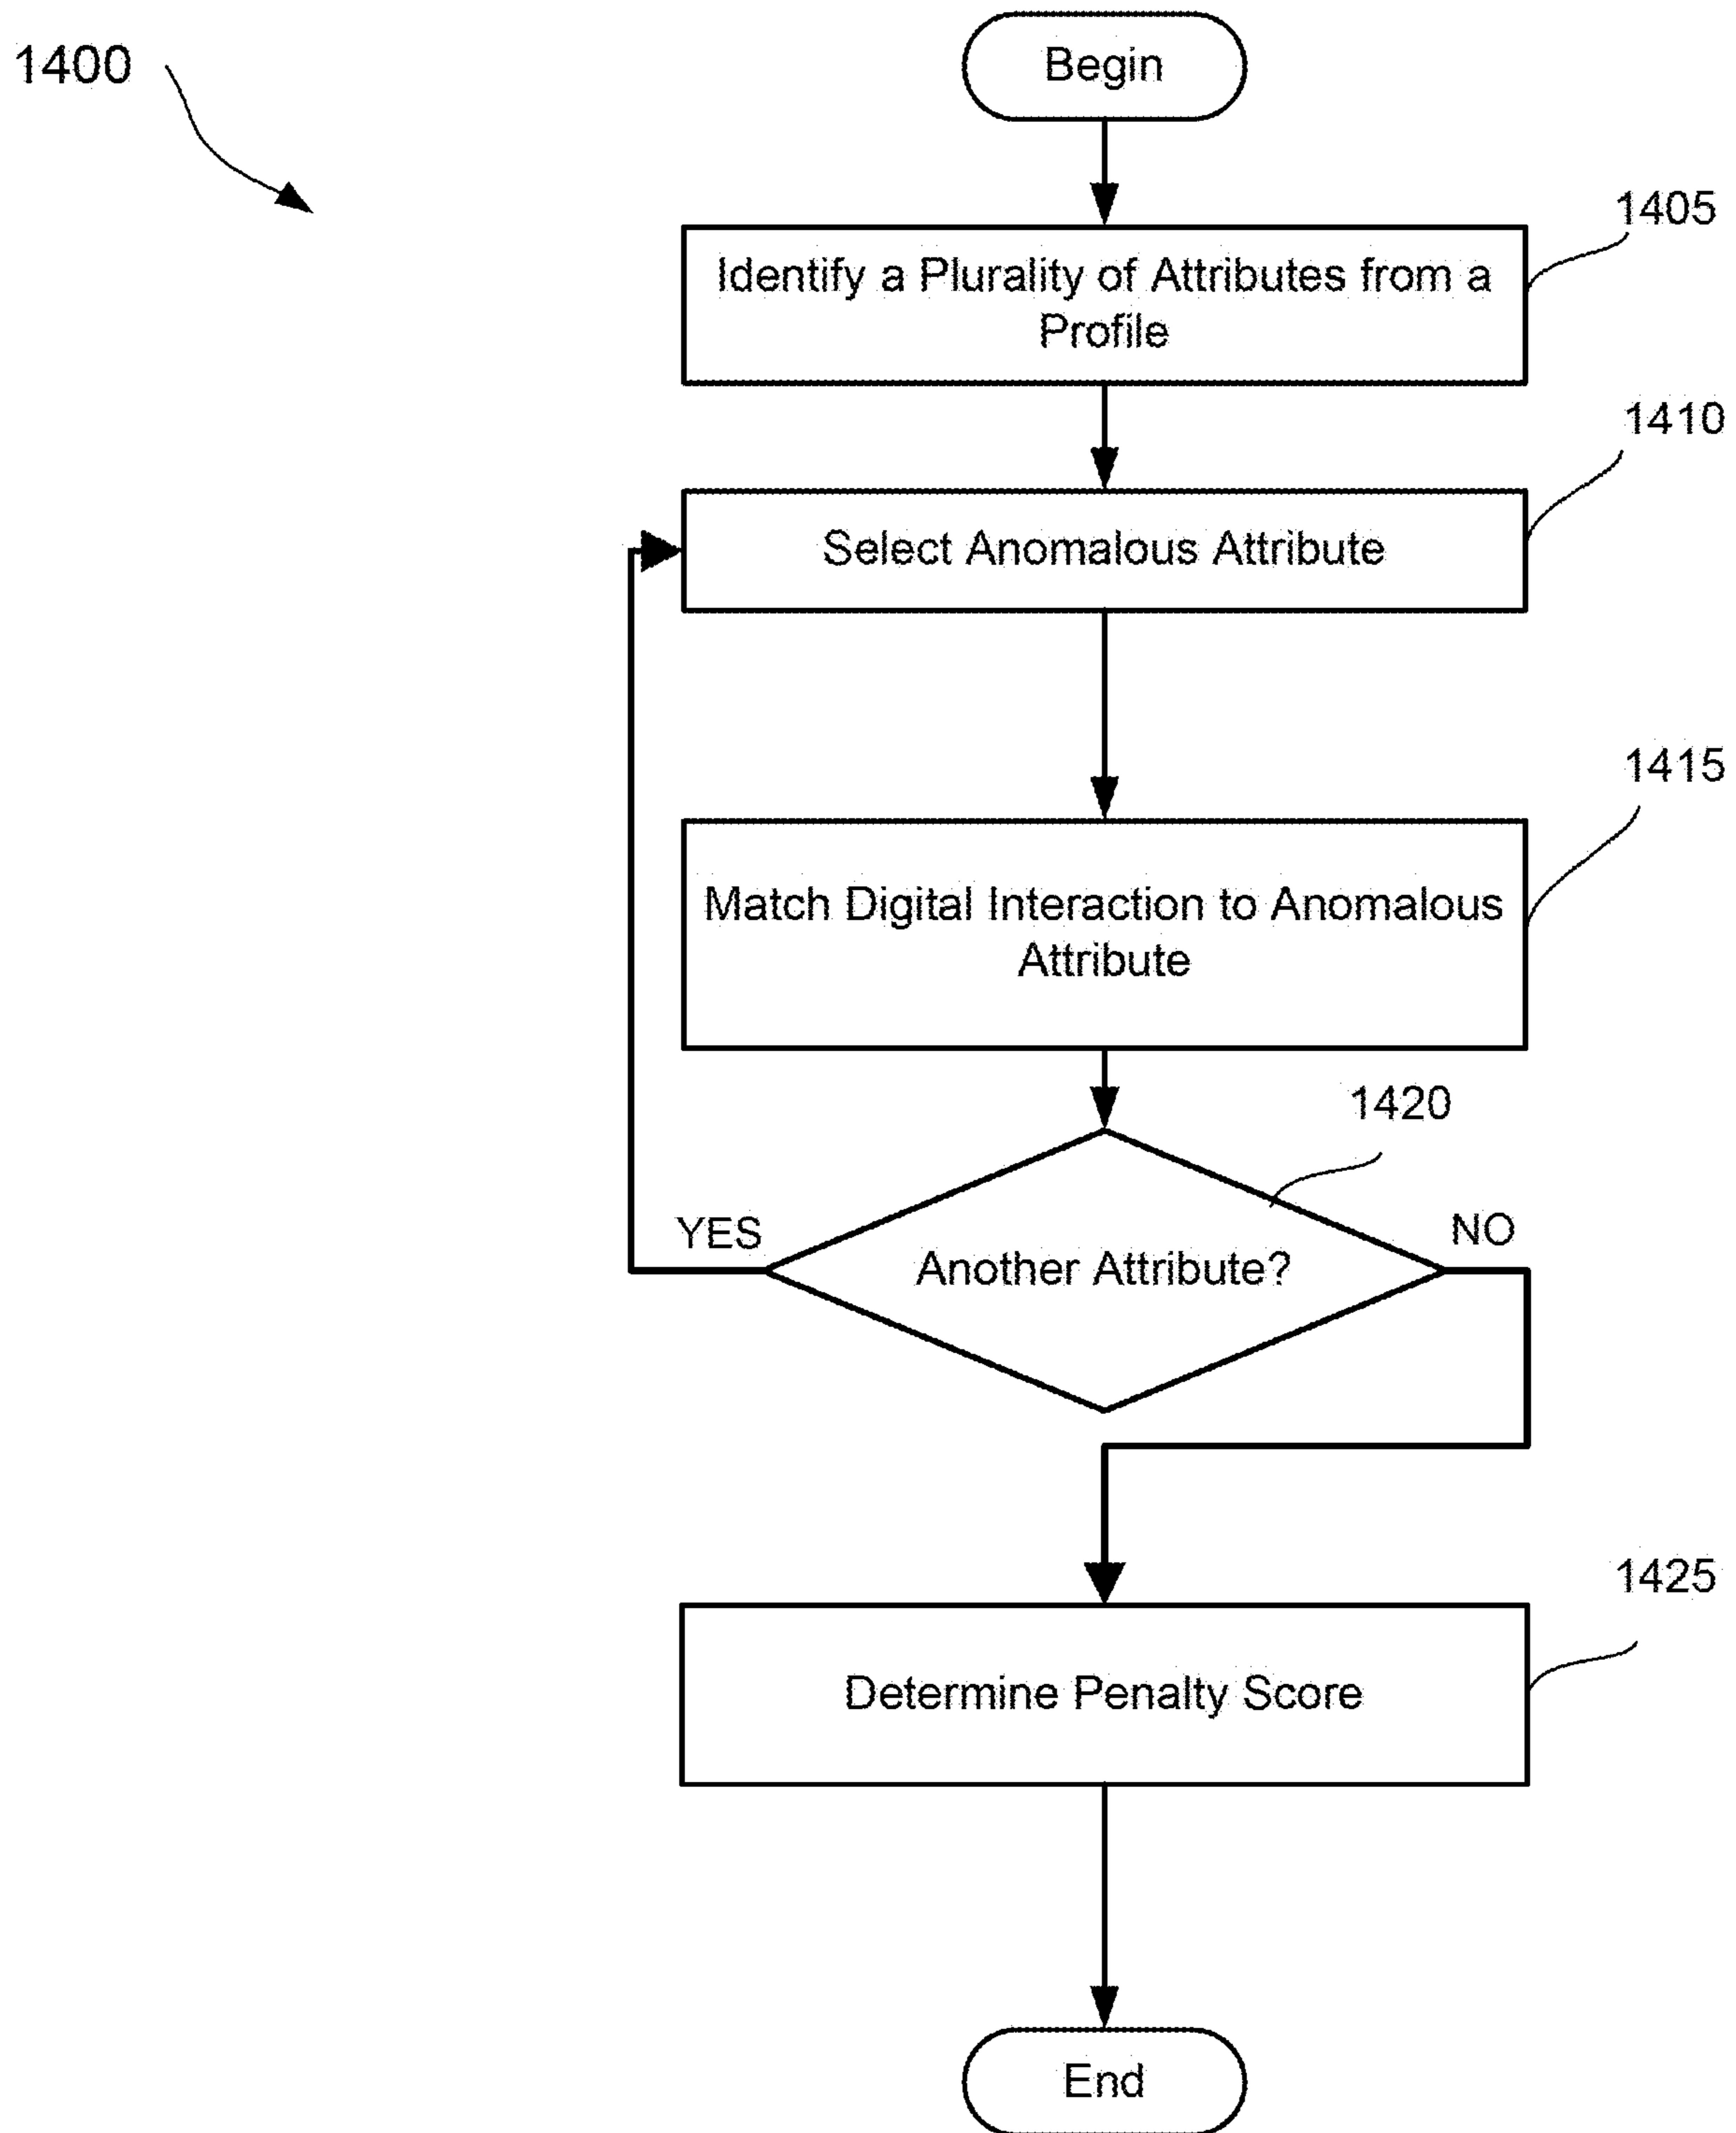 1400
Begin
1405
Identify a Plurality of Attributes from a
Profile
1410
Select Anomalous Attribute
1415
Match Digital Interaction to Anomalous
Attribute
1420
YES
NO
Another Attribute?
1425
Determine Penalty Score
End